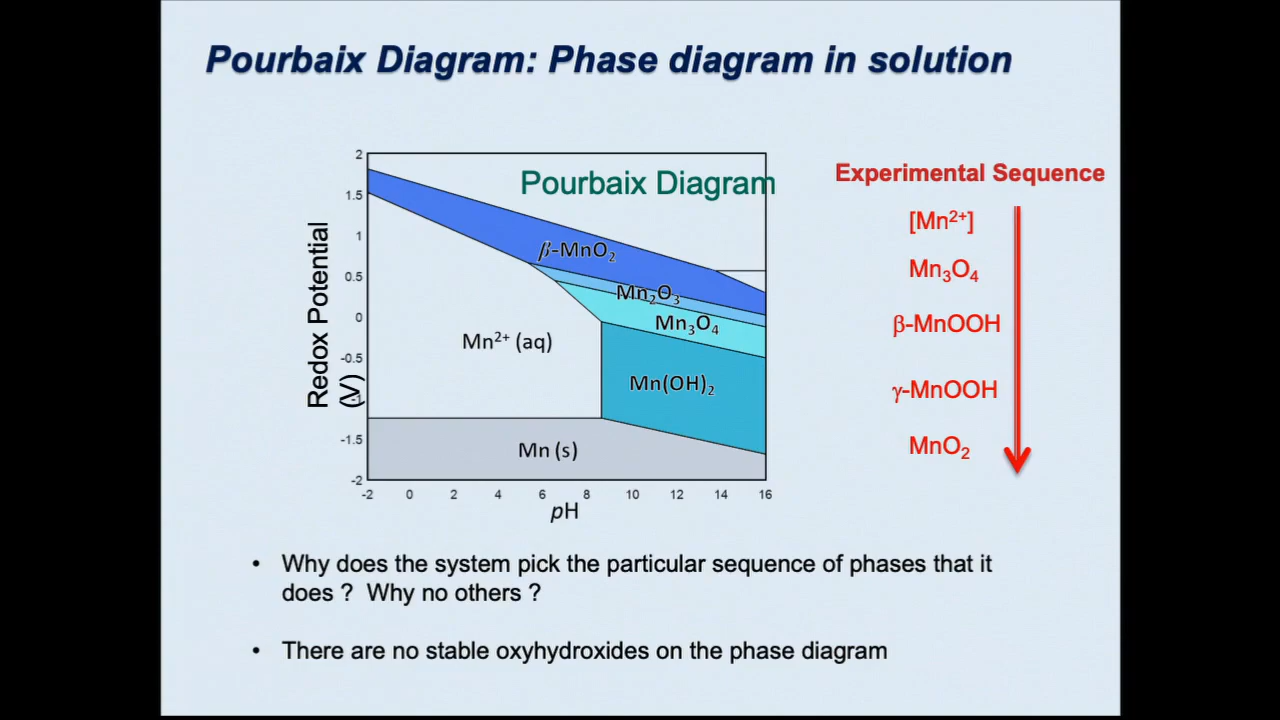 Pourbaix Diagram: Phase diagram in solution
Pourbaix Diagram
Redox Potential
(V)
2
1.5
1
0.5
0
-0.5
-1
-1.5
-2
β-MnO₂
Mn₂O₃
Mn₃O₄
Mn²⁺ (aq)
Mn(OH)₂
Mn (s)
-2 0 2 4 6 8 10 12 14 16
pH
Experimental Sequence
[Mn²⁺]
Mn₃O₄
β-MnOOH
γ-MnOOH
MnO₂
• Why does the system pick the particular sequence of phases that it
does ? Why no others ?
• There are no stable oxyhydroxides on the phase diagram